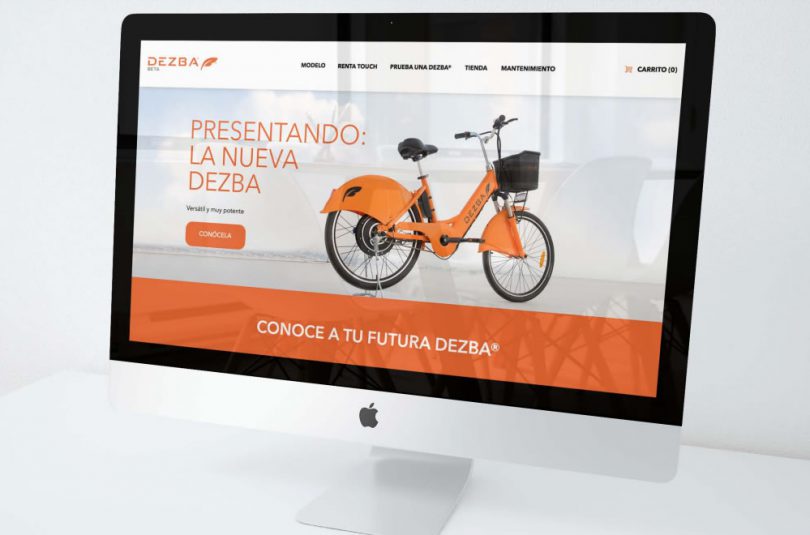 DEZBA
BETA
MODELO RENTA TOUCH PRUEBA UNA DEZBA® TIENDA MANTENIMIENTO CARRITO (0)
PRESENTANDO:
LA NUEVA
DEZBA
Versátil y muy potente
CONÓCELA
DEZBA
CONOCE A TU FUTURA DEZBA®